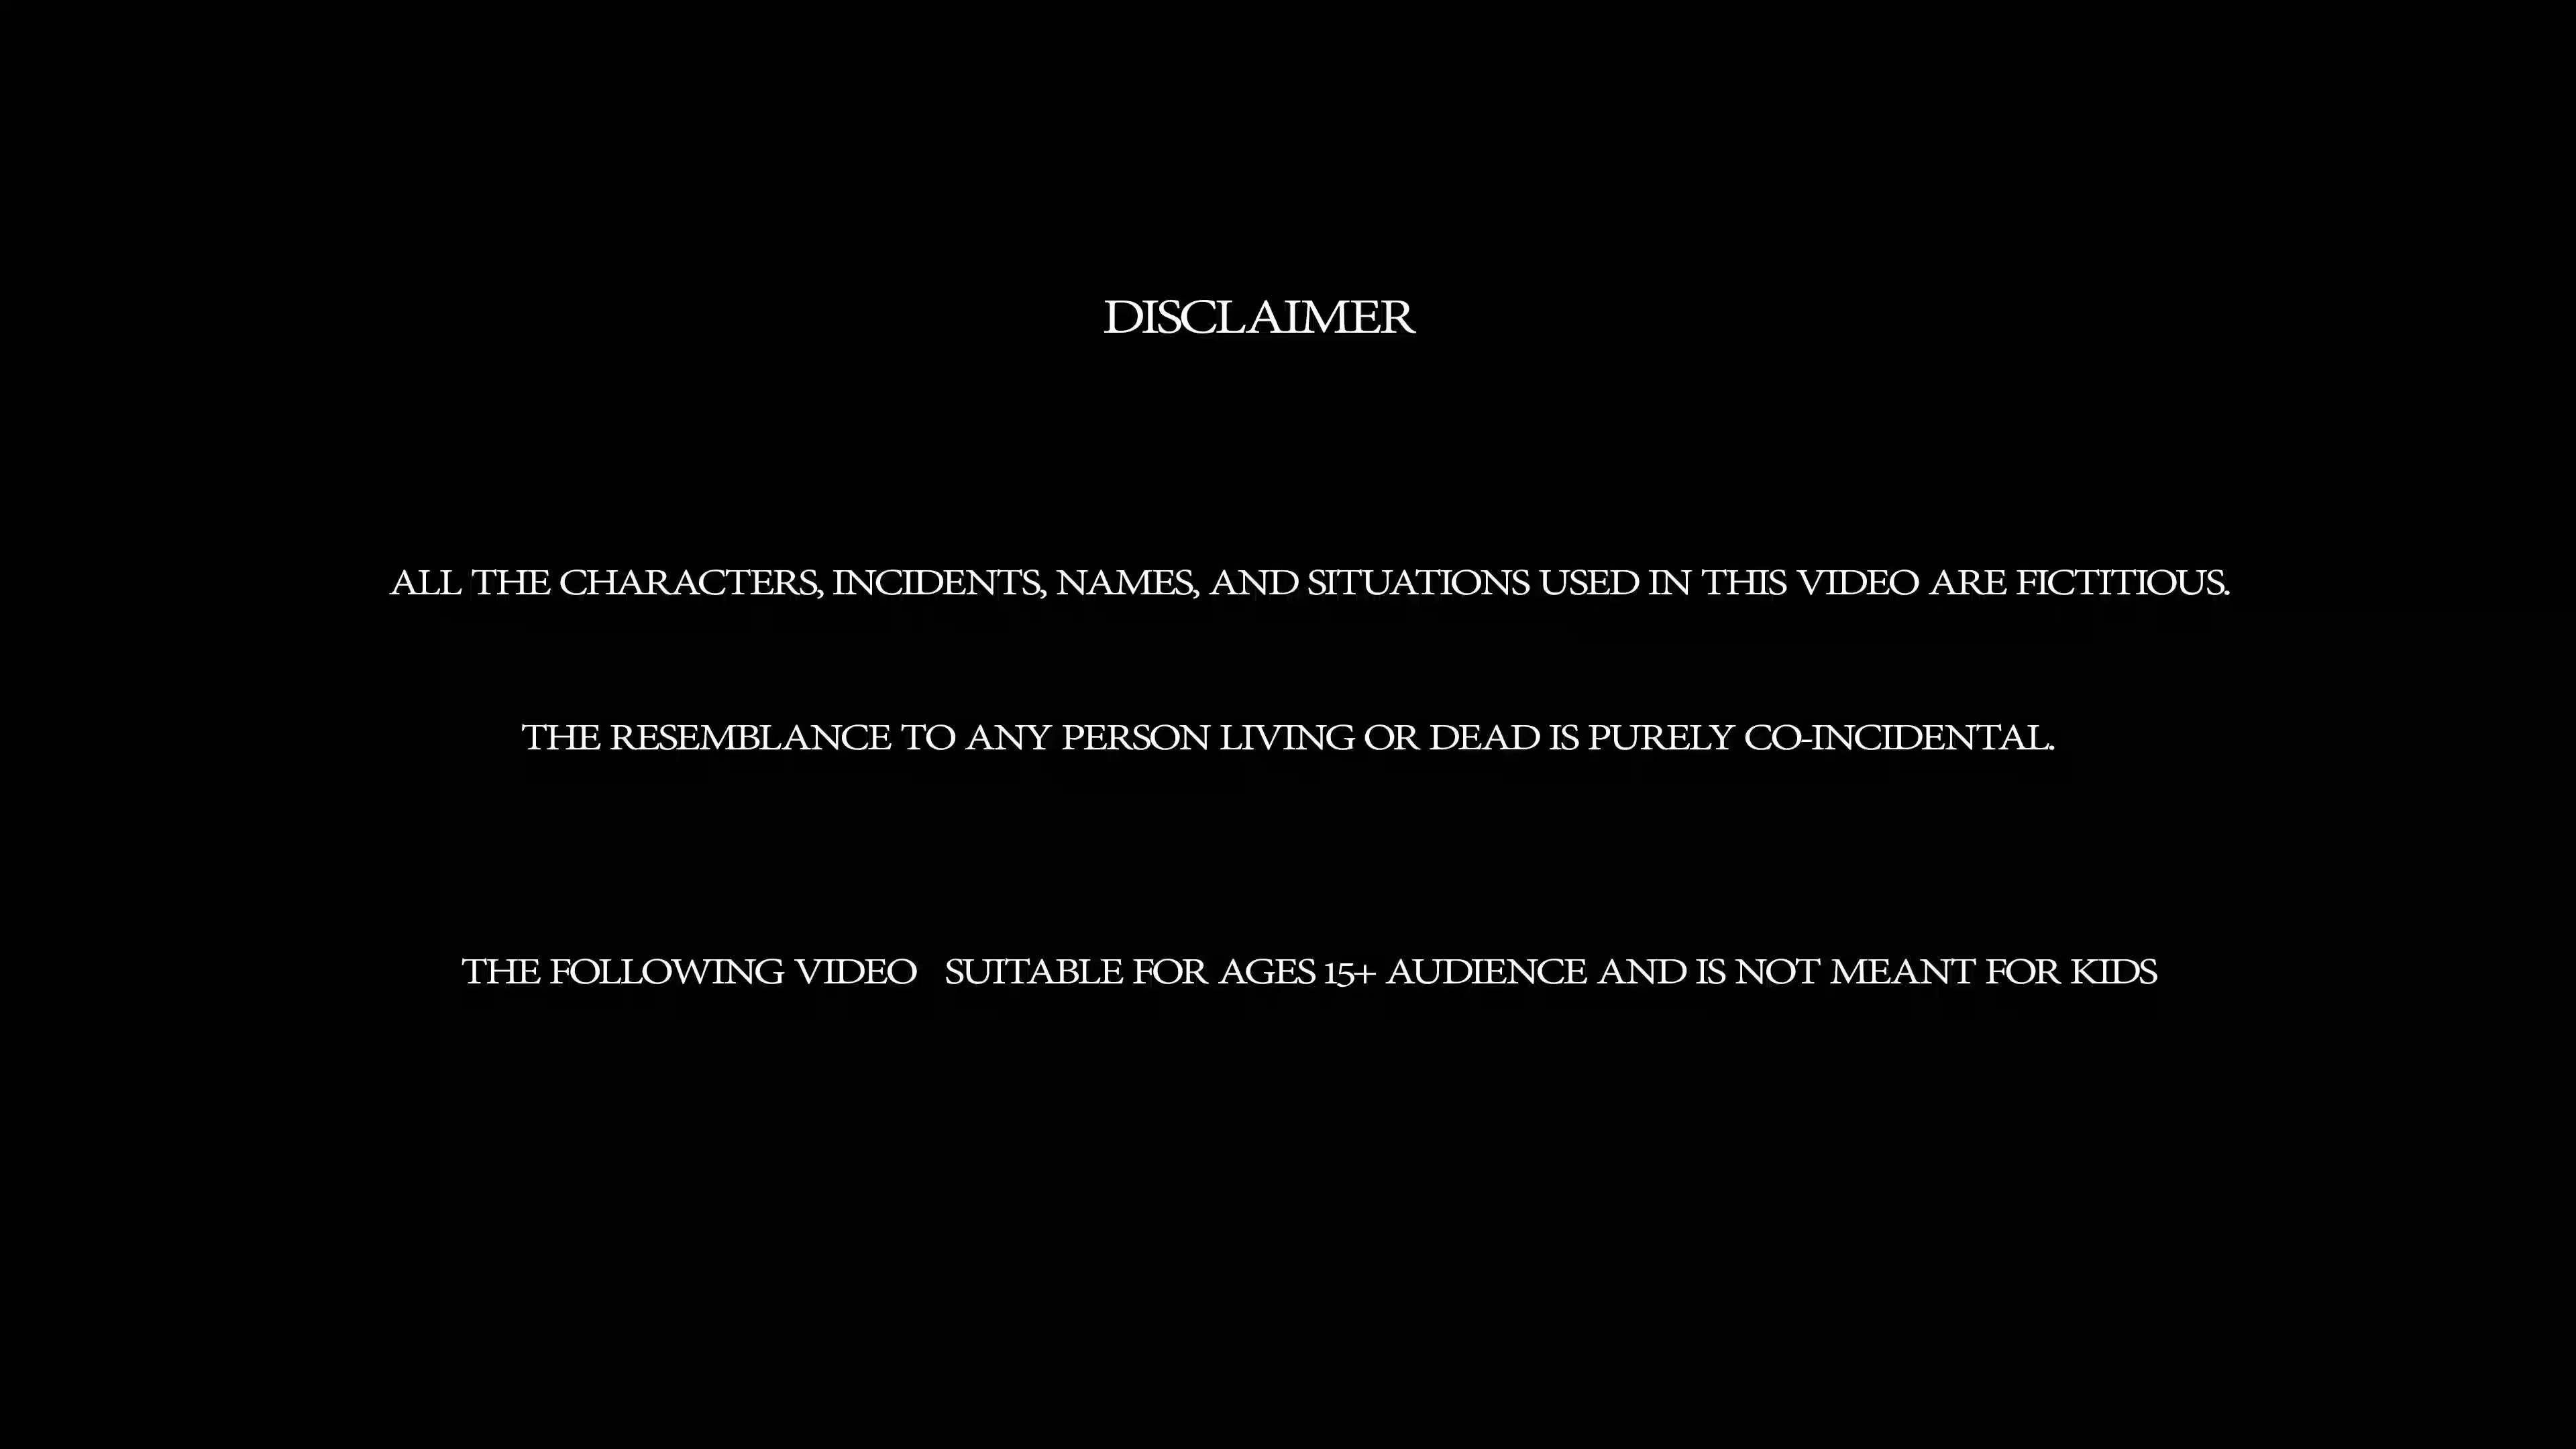 DISCLAIMER
ALL THE CHARACTERS, INCIDENTS, NAMES, AND SITUATIONS USED IN THIS VIDEO ARE FICTITIOUS.
THE RESEMBLANCE TO ANY PERSON LIVING OR DEAD IS PURELY CO-INCIDENTAL.
THE FOLLOWING VIDEO SUITABLE FOR AGES 15+ AUDIENCE AND IS NOT MEANT FOR KIDS